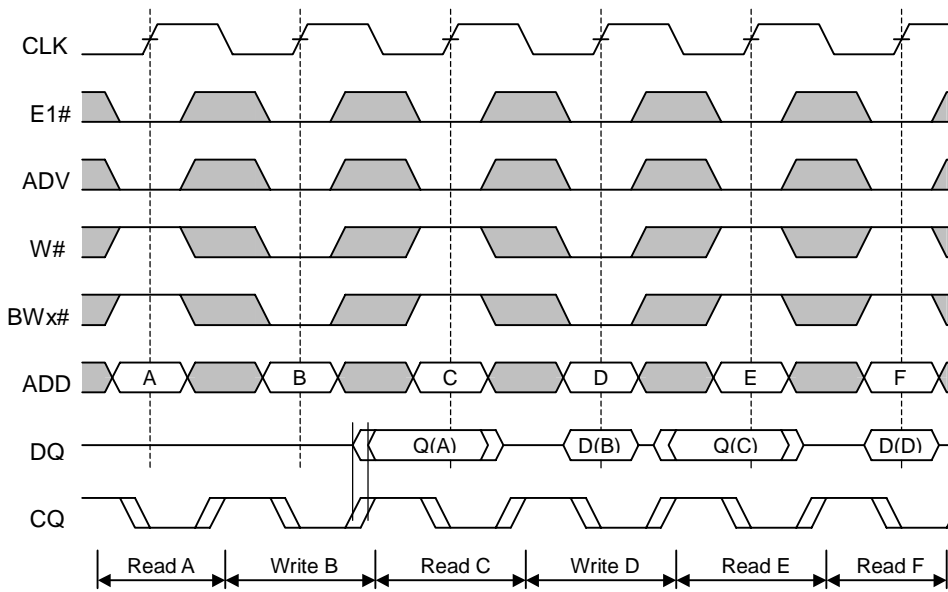 CLK
E1#
ADV
W#
BWx#
ADD A B C D E F
DQ Q(A) D(B) Q(C) D(D)
CQ
Read A Write B Read C Write D Read E Read F